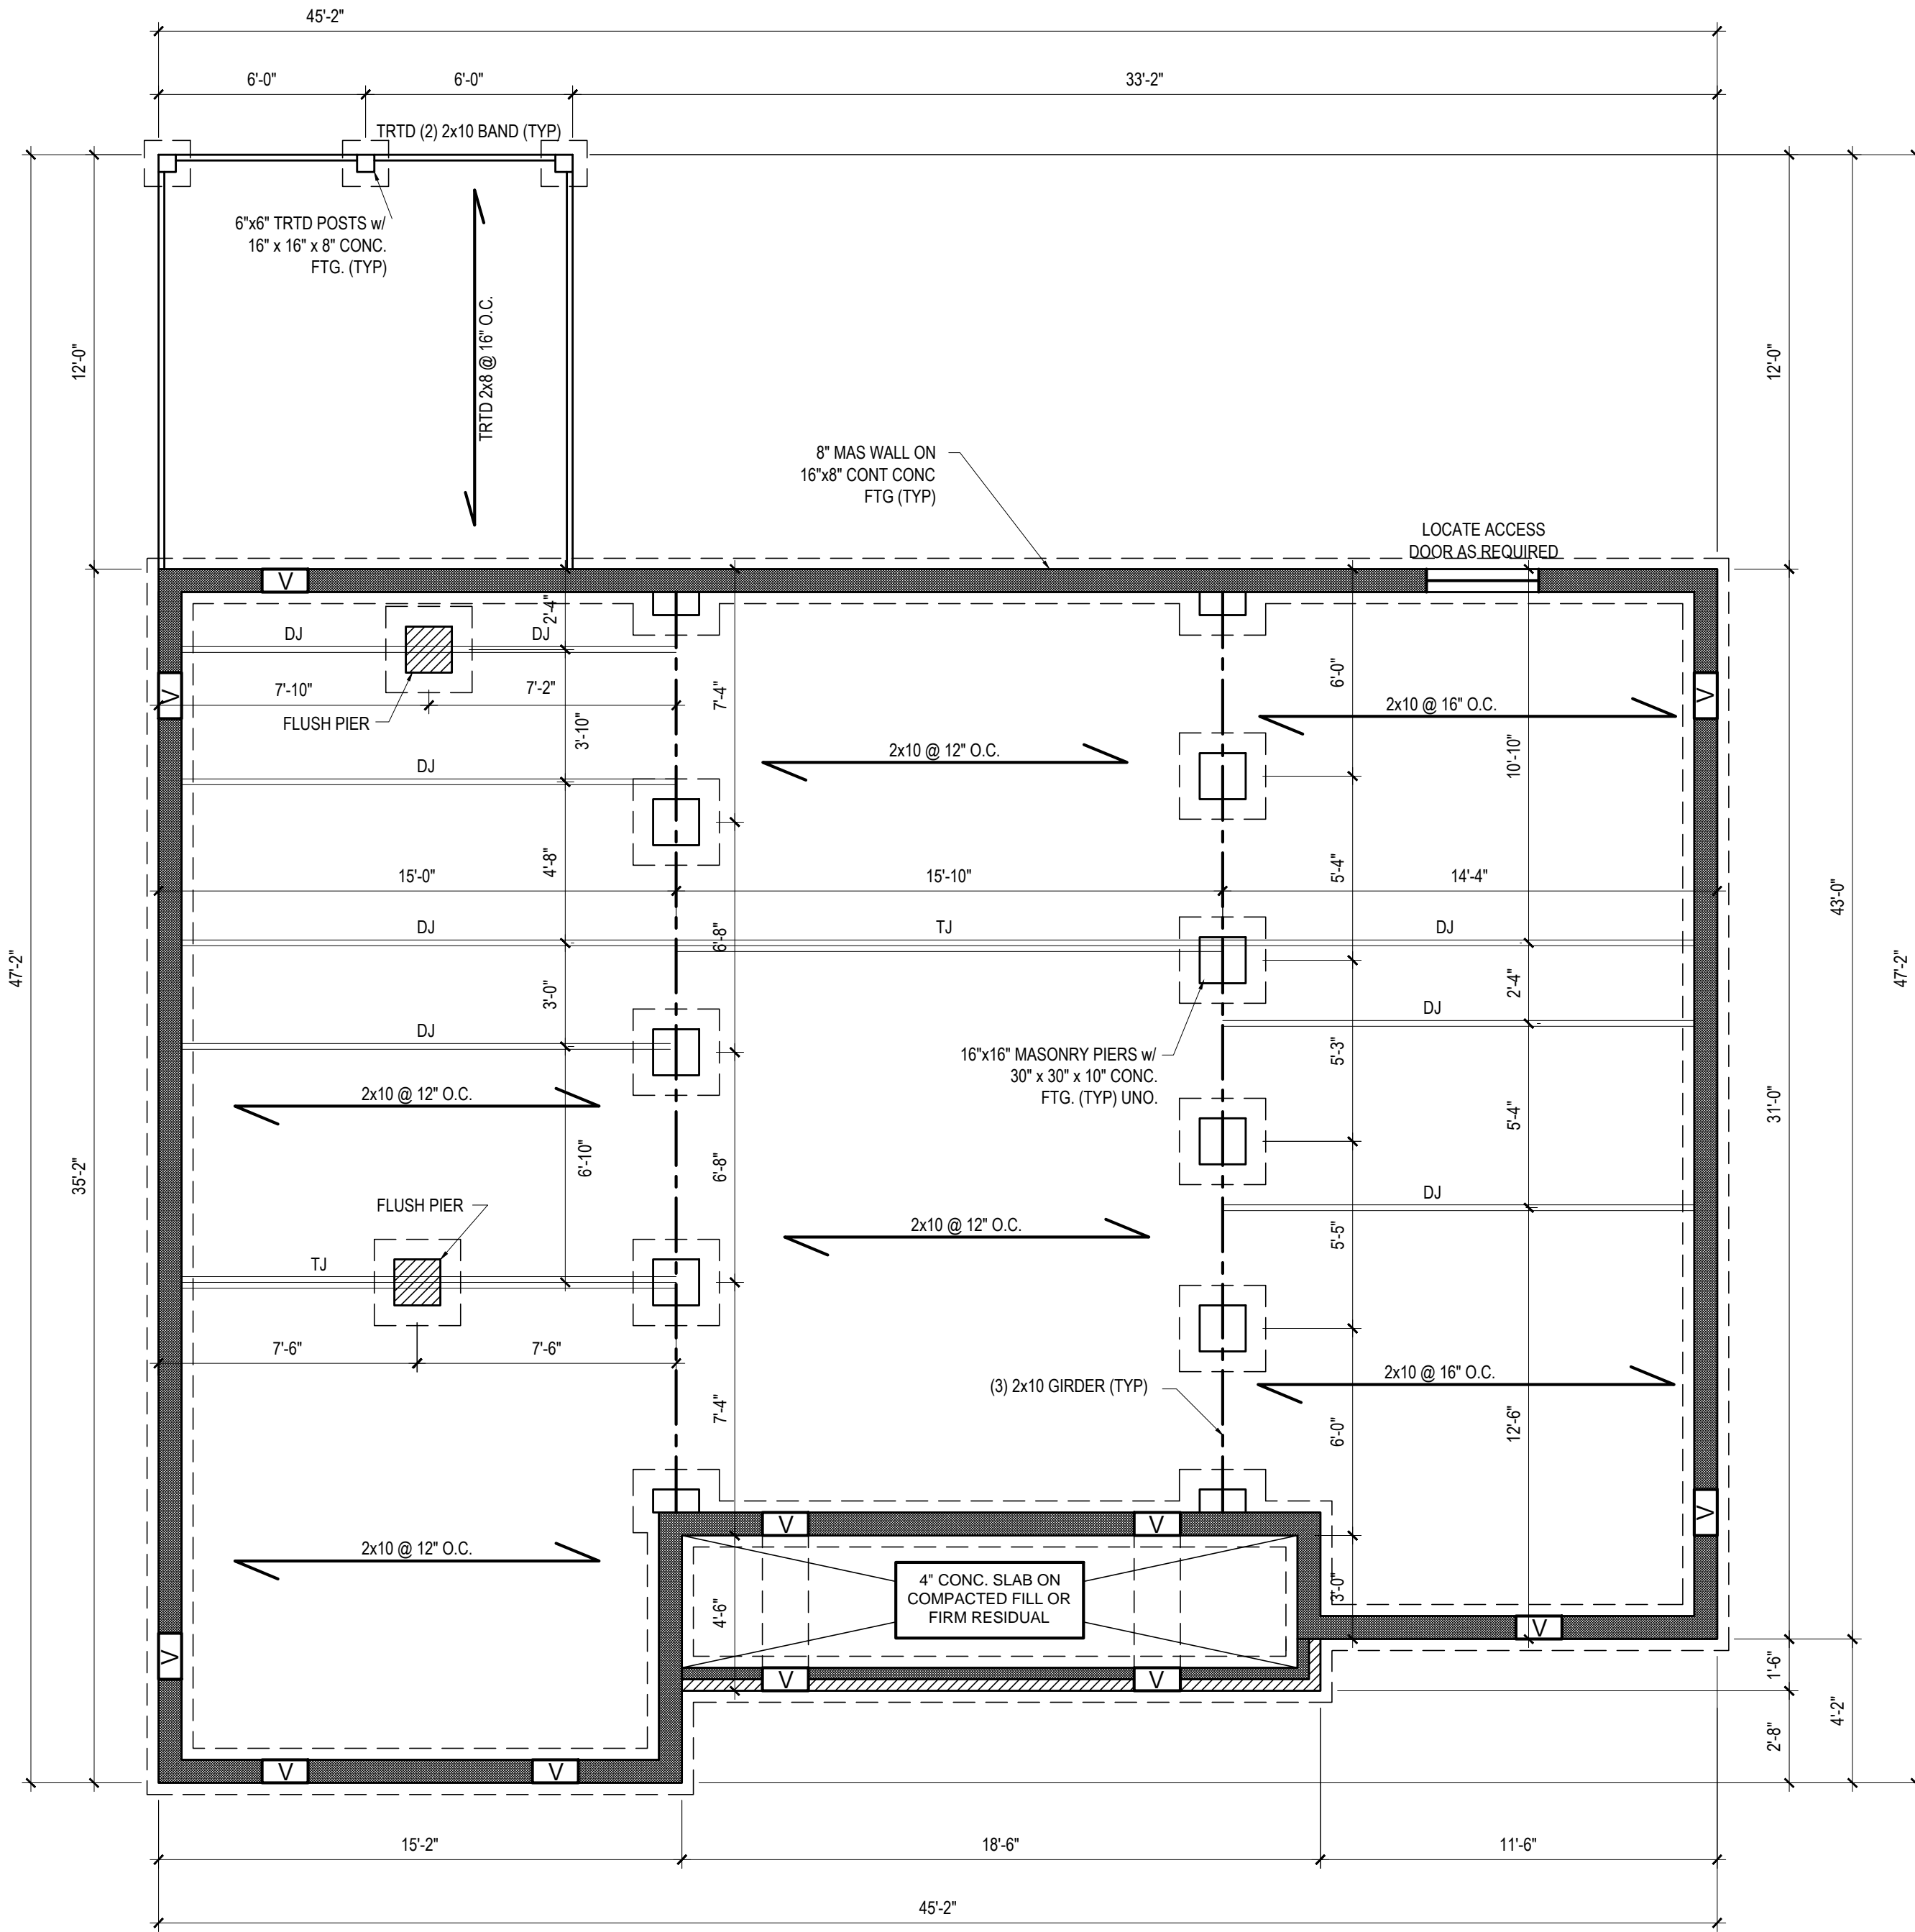 45'-2"
6'-0"
6'-0"
33'-2"
TRTD (2) 2x10 BAND (TYP)
6"x6" TRTD POSTS w/
16" x 16" x 8" CONC.
FTG. (TYP)
TRTD 2x8 @ 16" O.C.
12'-0"
12'-0"
8" MAS WALL ON
16"x8" CONT CONC
FTG (TYP)
LOCATE ACCESS
DOOR AS REQUIRED
V
2'-4"
DJ
DJ
V
7'-10"
7'-2"
FLUSH PIER
3'-10"
7'-4"
6'-0"
V
2x10 @ 16" O.C.
2x10 @ 12" O.C.
10'-10"
DJ
4'-8"
5'-4"
15'-0"
15'-10"
14'-4"
43'-0"
DJ
6'-8"
TJ
DJ
47'-2"
47'-2"
3'-0"
2'-4"
DJ
DJ
16"x16" MASONRY PIERS w/
30" x 30" x 10" CONC.
FTG. (TYP) UNO.
5'-3"
2x10 @ 12" O.C.
5'-4"
31'-0"
35'-2"
6'-10"
6'-8"
DJ
FLUSH PIER
2x10 @ 12" O.C.
5'-5"
TJ
7'-6"
7'-6"
(3) 2x10 GIRDER (TYP)
2x10 @ 16" O.C.
7'-4"
6'-0"
12'-6"
V
V
V
2x10 @ 12" O.C.
4" CONC. SLAB ON
COMPACTED FILL OR
FIRM RESIDUAL
4'-6"
3'-0"
V
V
V
V
1'-6"
4'-2"
2'-8"
V
V
15'-2"
18'-6"
11'-6"
45'-2"